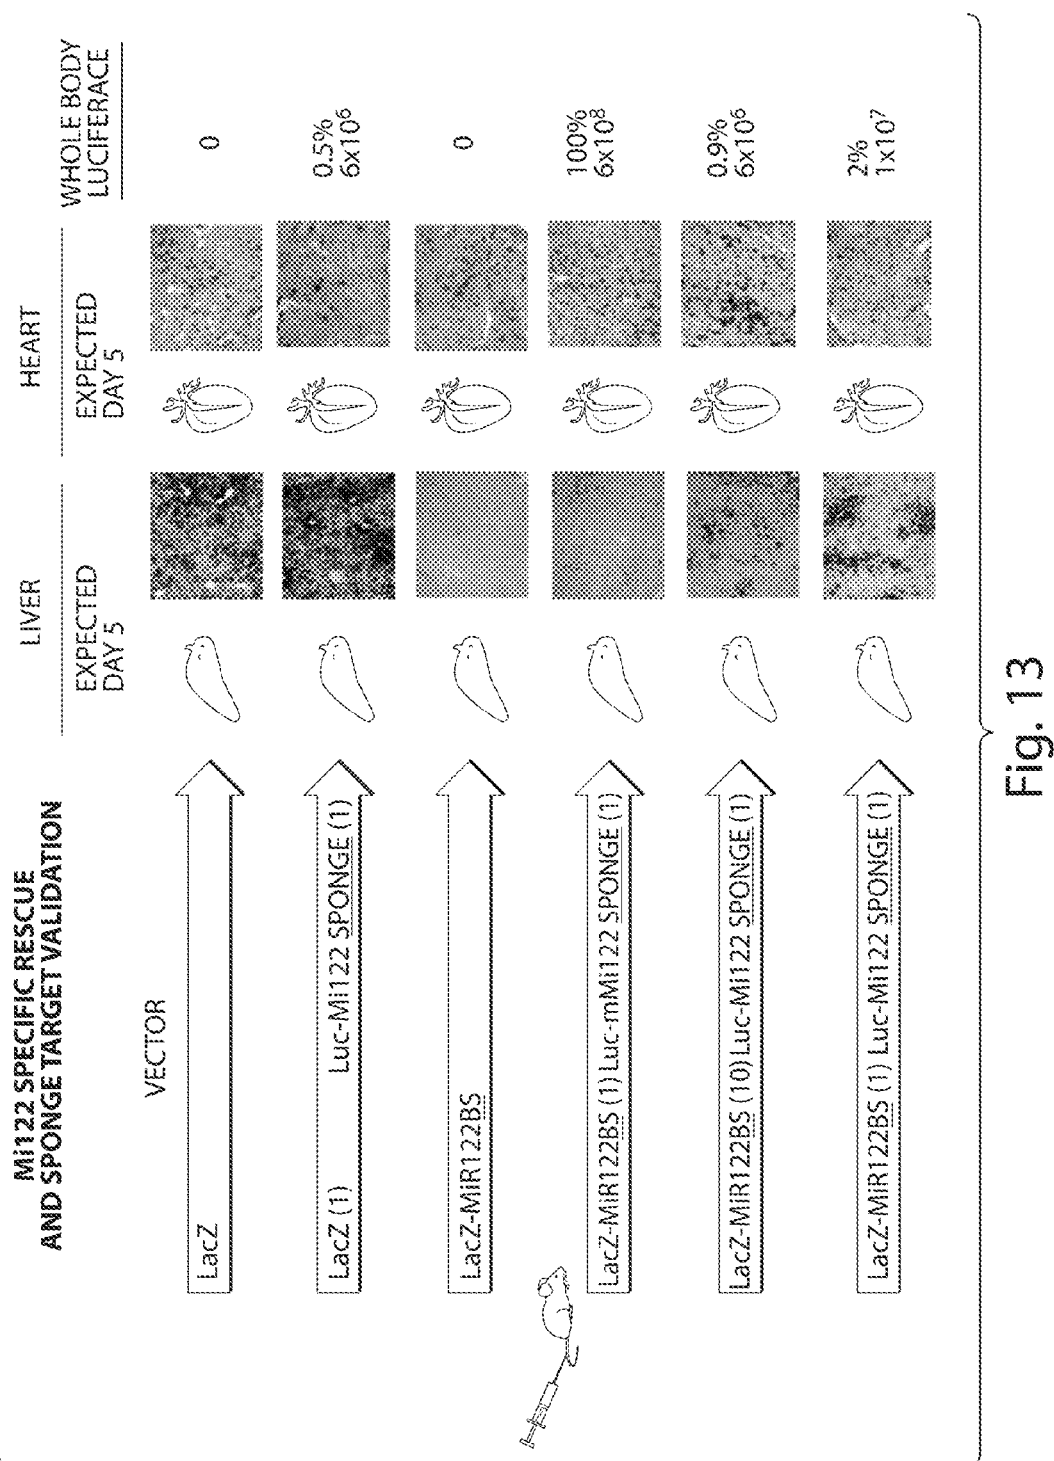 Mi122 SPECIFIC RESCUE
AND SPONGE TARGET VALIDATION
VECTOR
LIVER
HEART
WHOLE BODY
LUCIFERACE
EXPECTED
DAY 5
EXPECTED
DAY 5
LacZ
0
LacZ (1) Luc-Mi122 SPONGE (1)
0.5%
6x10⁶
LacZ-MiR122BS
0
LacZ-MiR122BS (1) Luc-mMi122 SPONGE (1)
100%
6x10⁸
LacZ-MiR122BS (10) Luc-Mi122 SPONGE (1)
0.9%
6x10⁶
LacZ-MiR122BS (1) Luc-Mi122 SPONGE (1)
2%
1x10⁷
Fig. 13